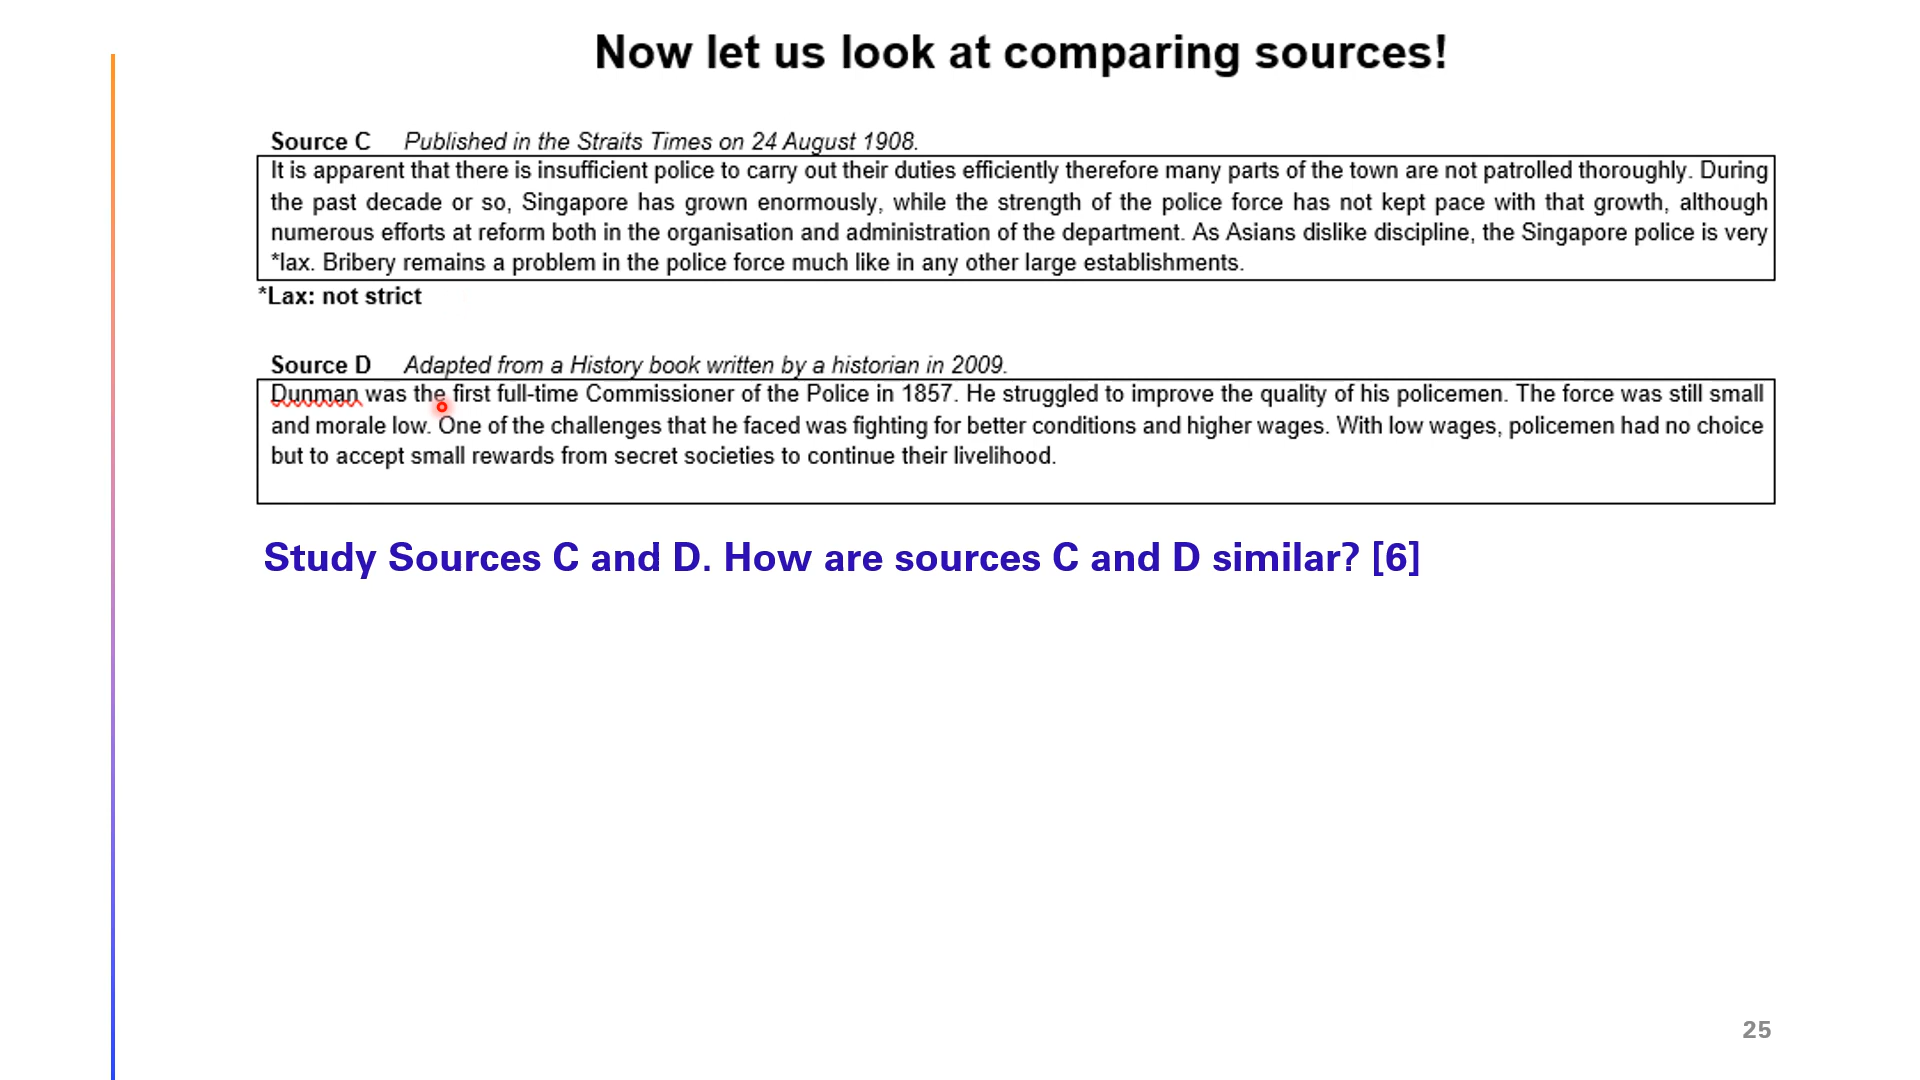 Now let us look at comparing sources!
Source C Published in the Straits Times on 24 August 1908.
It is apparent that there is insufficient police to carry out their duties efficiently therefore many parts of the town are not patrolled thoroughly. During
the past decade or so, Singapore has grown enormously, while the strength of the police force has not kept pace with that growth, although
numerous efforts at reform both in the organisation and administration of the department. As Asians dislike discipline, the Singapore police is very
*lax. Bribery remains a problem in the police force much like in any other large establishments.
*Lax: not strict
Source D Adapted from a History book written by a historian in 2009.
Dunman was the first full-time Commissioner of the Police in 1857. He struggled to improve the quality of his policemen. The force was still small
and morale low. One of the challenges that he faced was fighting for better conditions and higher wages. With low wages, policemen had no choice
but to accept small rewards from secret societies to continue their livelihood.
Study Sources C and D. How are sources C and D similar? [6]
25